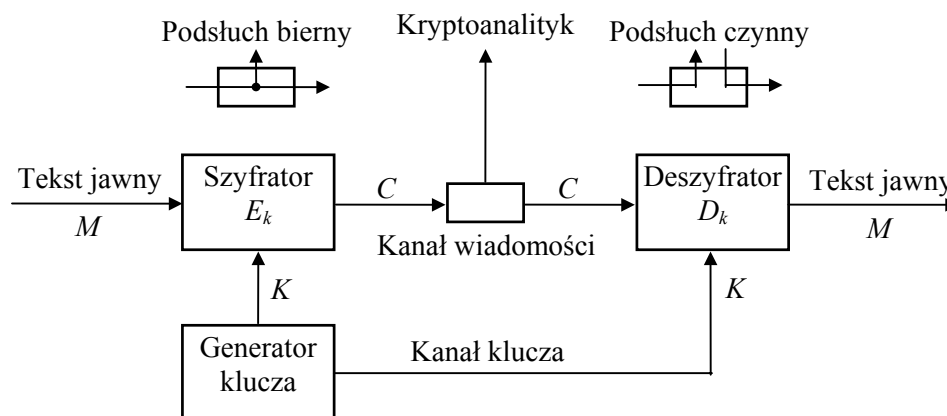 Podsłuch bierny
Kryptoanalityk
Podsłuch czynny
Tekst jawny
M
Szyfrator
E_k
C
C
Kanał wiadomości
Deszyfrator
D_k
Tekst jawny
M
K
K
Generator
klucza
Kanał klucza